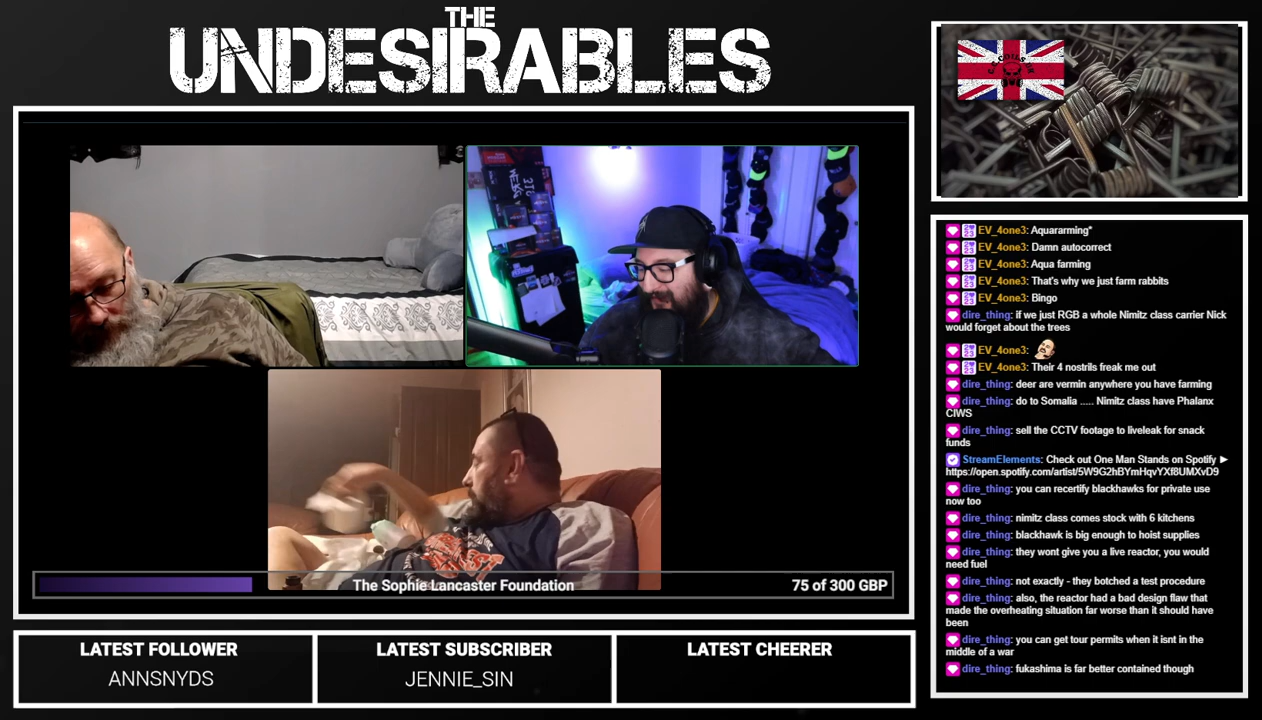 THE
UNDESIRABLES
EV_4one3: Aquararming*
EV_4one3: Damn autocorrect
EV_4one3: Aqua farming
EV_4one3: That's why we just farm rabbits
EV_4one3: Bingo
dire_thing: if we just RGB a whole Nimitz class carrier Nick
would forget about the trees
EV_4one3:
EV_4one3: Their 4 nostrils freak me out
dire_thing: deer are vermin anywhere you have farming
dire_thing: do to Somalia ..... Nimitz class have Phalanx
CIWS
dire_thing: sell the CCTV footage to liveleak for snack
funds
StreamElements: Check out One Man Stands on Spotify ►
https://open.spotify.com/artist/5W9G2hBYmHqvYXf8UMXvD9
dire_thing: you can recertify blackhawks for private use
now too
dire_thing: nimitz class comes stock with 6 kitchens
dire_thing: blackhawk is big enough to hoist supplies
dire_thing: they wont give you a live reactor, you would
need fuel
dire_thing: not exactly - they botched a test procedure
dire_thing: also, the reactor had a bad design flaw that
made the overheating situation far worse than it should have
been
dire_thing: you can get tour permits when it isnt in the
middle of a war
dire_thing: fukashima is far better contained though
The Sophie Lancaster Foundation
75 of 300 GBP
LATEST FOLLOWER
ANNSNYDS
LATEST SUBSCRIBER
JENNIE_SIN
LATEST CHEERER